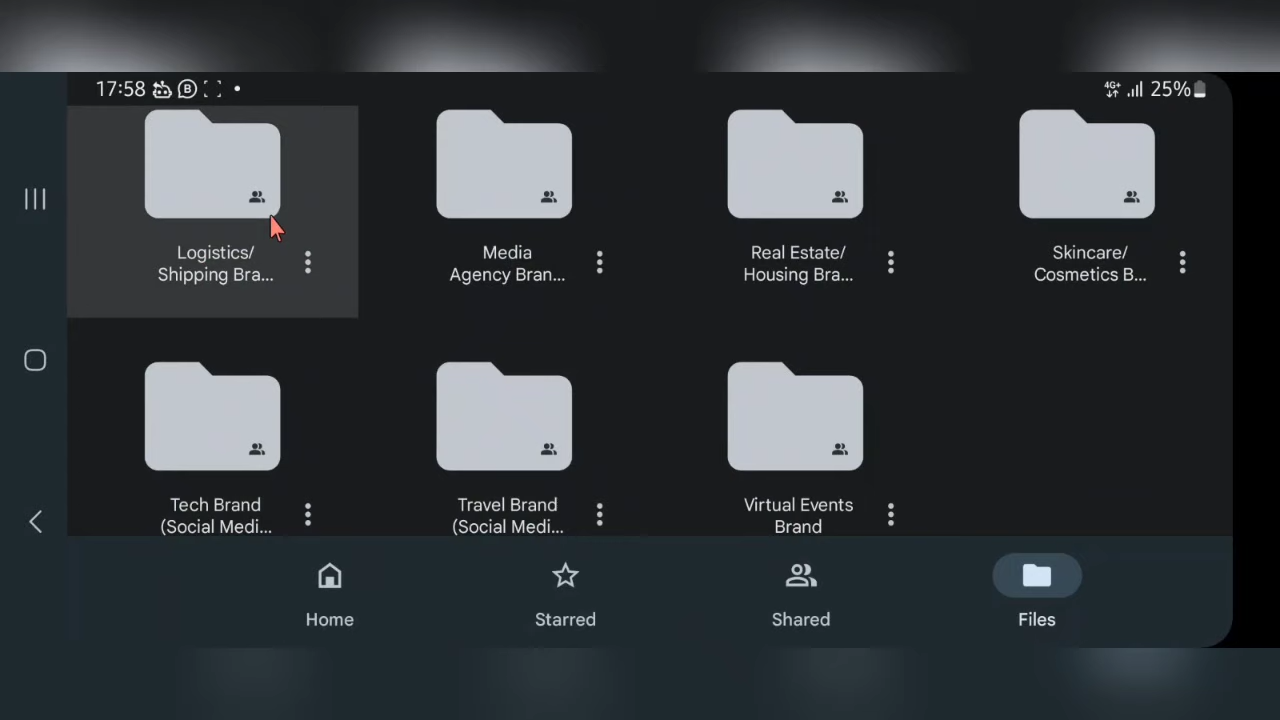 17:58
4G+
25%
Logistics/
Shipping Bra...
Media
Agency Bran...
Real Estate/
Housing Bra...
Skincare/
Cosmetics B...
Tech Brand
(Social Medi...
Travel Brand
(Social Medi...
Virtual Events
Brand
Home
Starred
Shared
Files